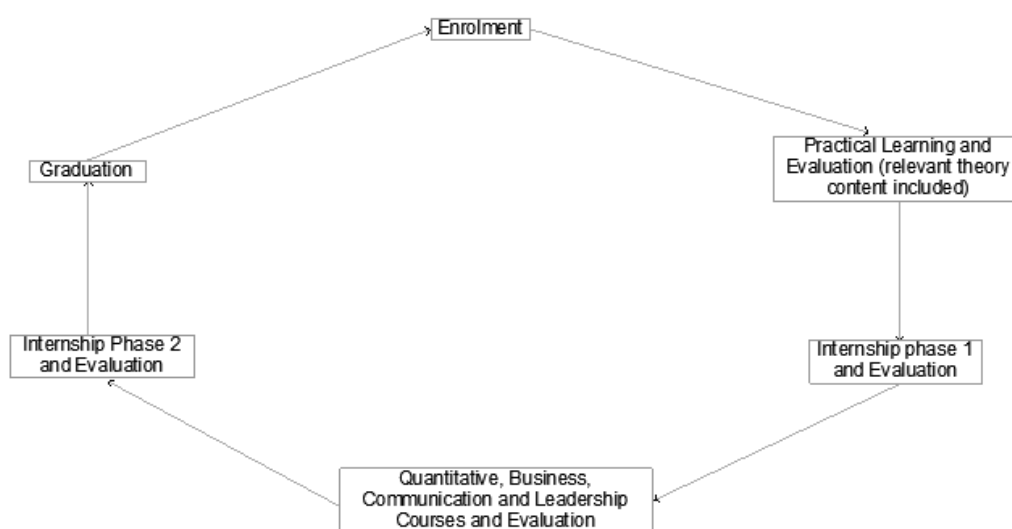 Enrolment
Practical Learning and
Evaluation (relevant theory
content included)
Internship phase 1
and Evaluation
Quantitative, Business,
Communication and Leadership
Courses and Evaluation
Internship Phase 2
and Evaluation
Graduation